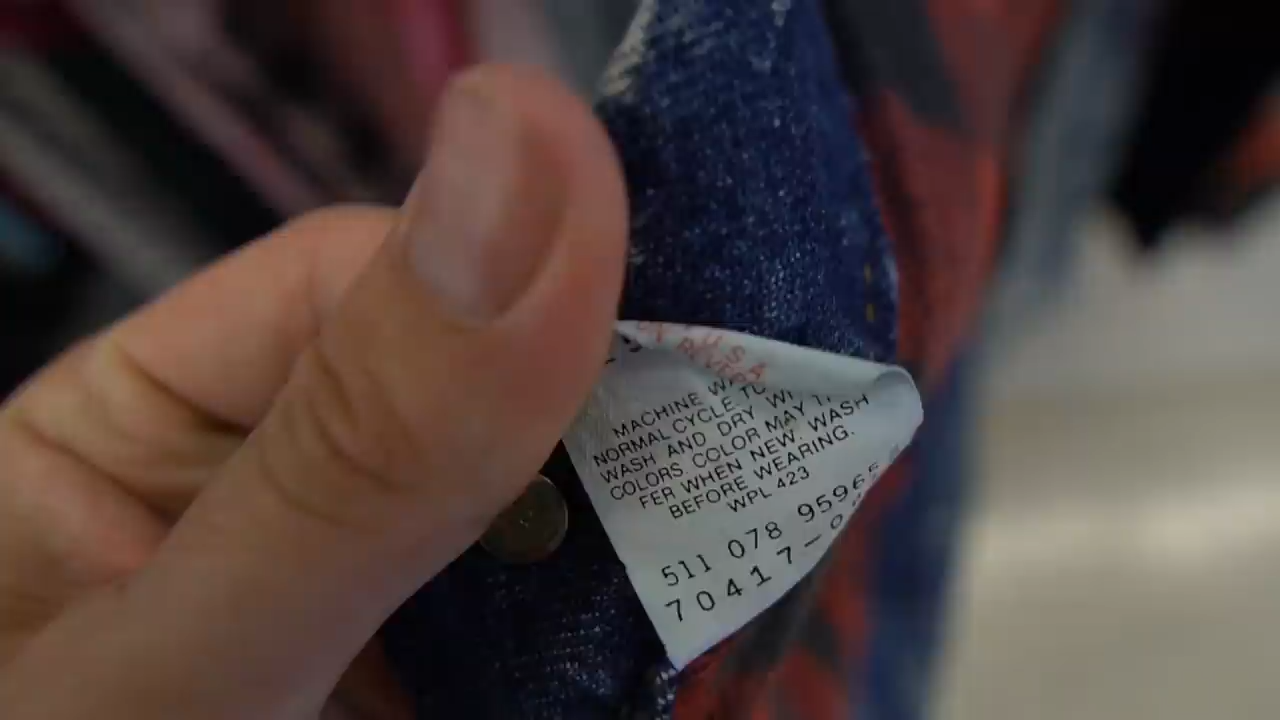 U S A
MACHINE
NORMAL CYCLE
WASH AND DRY
COLORS. COLOR MAY
FER WHEN NEW. WASH
BEFORE WEARING.
WPL 423
511 078 95965
70417-0